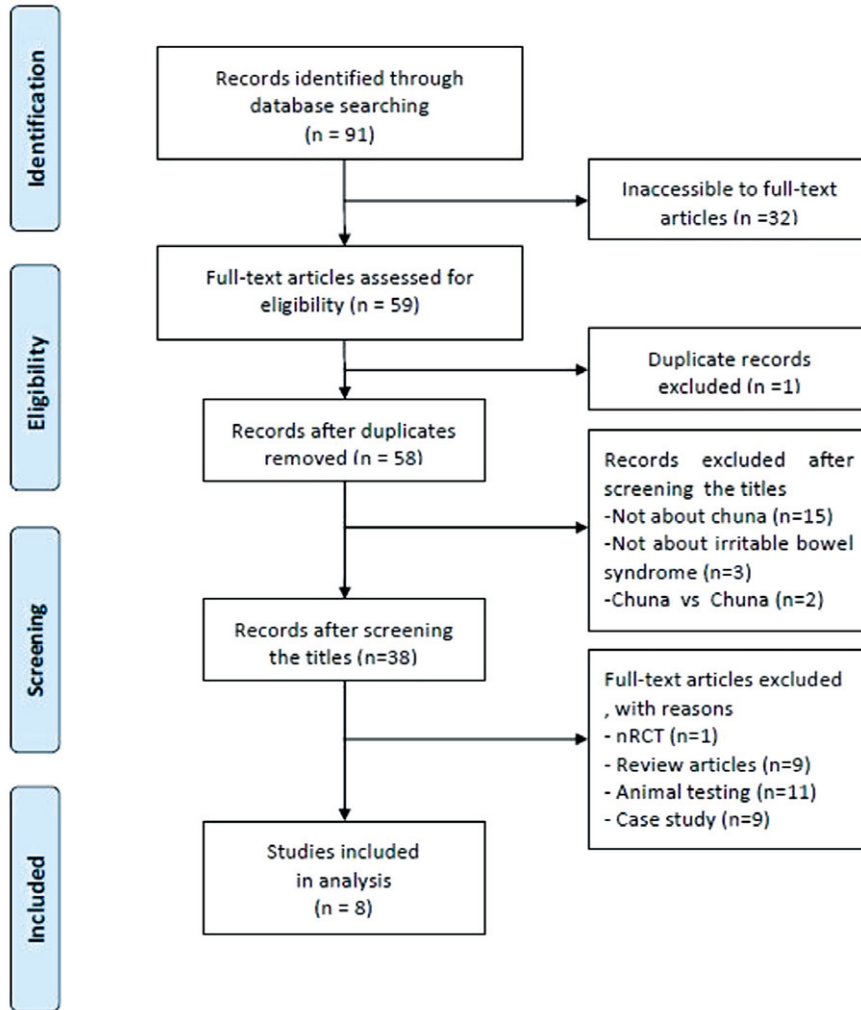 Identification
Records identified through
database searching
(n = 91)
Inaccessible to full-text
articles (n =32)
Eligibility
Full-text articles assessed for
eligibility (n = 59)
Duplicate records
excluded (n =1)
Records after duplicates
removed (n = 58)
Records excluded after
screening the titles
-Not about chuna (n=15)
-Not about irritable bowel
syndrome (n=3)
-Chuna vs Chuna (n=2)
Screening
Records after screening
the titles (n=38)
Full-text articles excluded
, with reasons
- nRCT (n=1)
- Review articles (n=9)
- Animal testing (n=11)
- Case study (n=9)
Included
Studies included
in analysis
(n = 8)